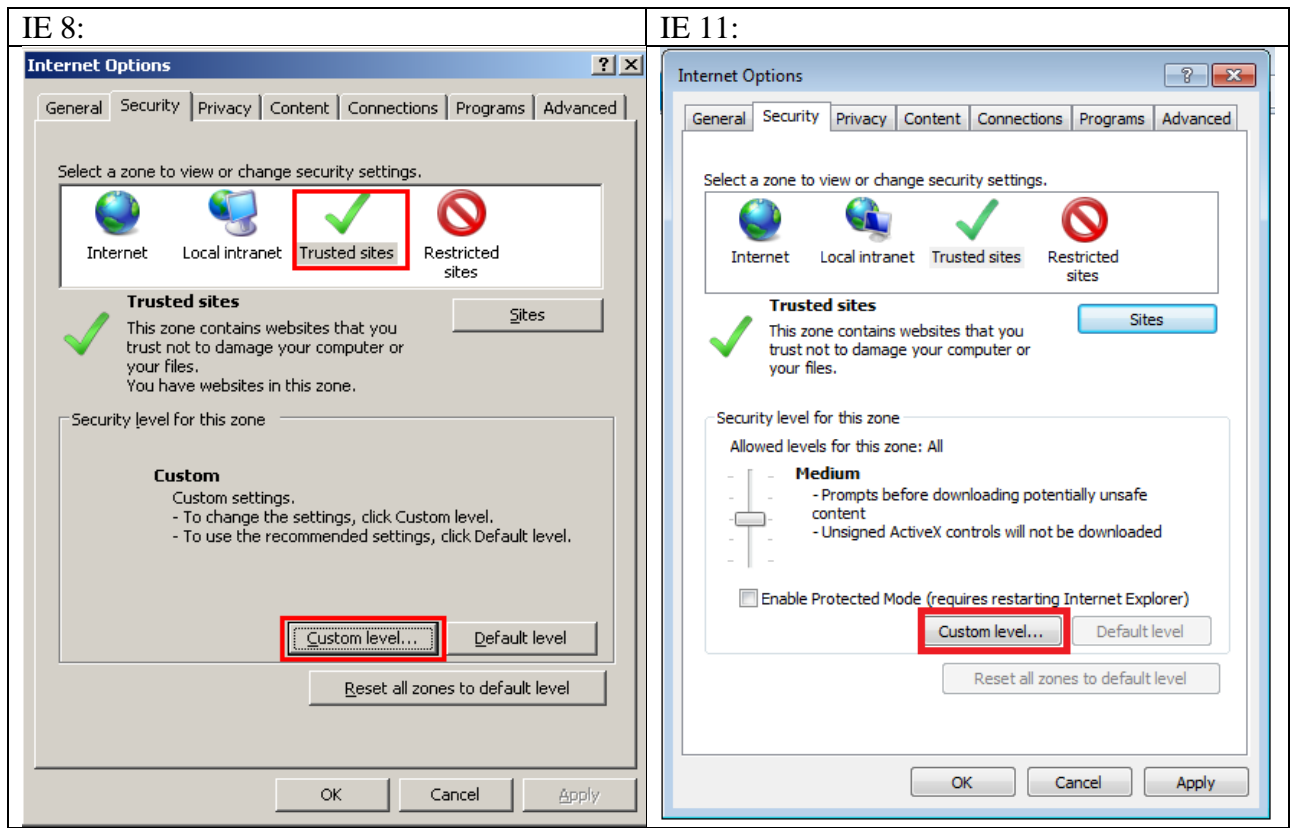 IE 8:
Internet Options
? X
General Security Privacy Content Connections Programs Advanced
Select a zone to view or change security settings.
Internet Local intranet Trusted sites Restricted
sites
Trusted sites
Sites
This zone contains websites that you
trust not to damage your computer or
your files.
You have websites in this zone.
Security level for this zone
Custom
Custom settings.
- To change the settings, click Custom level.
- To use the recommended settings, click Default level.
Custom level... Default level
Reset all zones to default level
OK Cancel Apply
IE 11:
Internet Options
? X
General Security Privacy Content Connections Programs Advanced
Select a zone to view or change security settings.
Internet Local intranet Trusted sites Restricted
sites
Trusted sites
Sites
This zone contains websites that you
trust not to damage your computer or
your files.
Security level for this zone
Allowed levels for this zone: All
Medium
- Prompts before downloading potentially unsafe
content
- Unsigned ActiveX controls will not be downloaded
Enable Protected Mode (requires restarting Internet Explorer)
Custom level... Default level
Reset all zones to default level
OK Cancel Apply